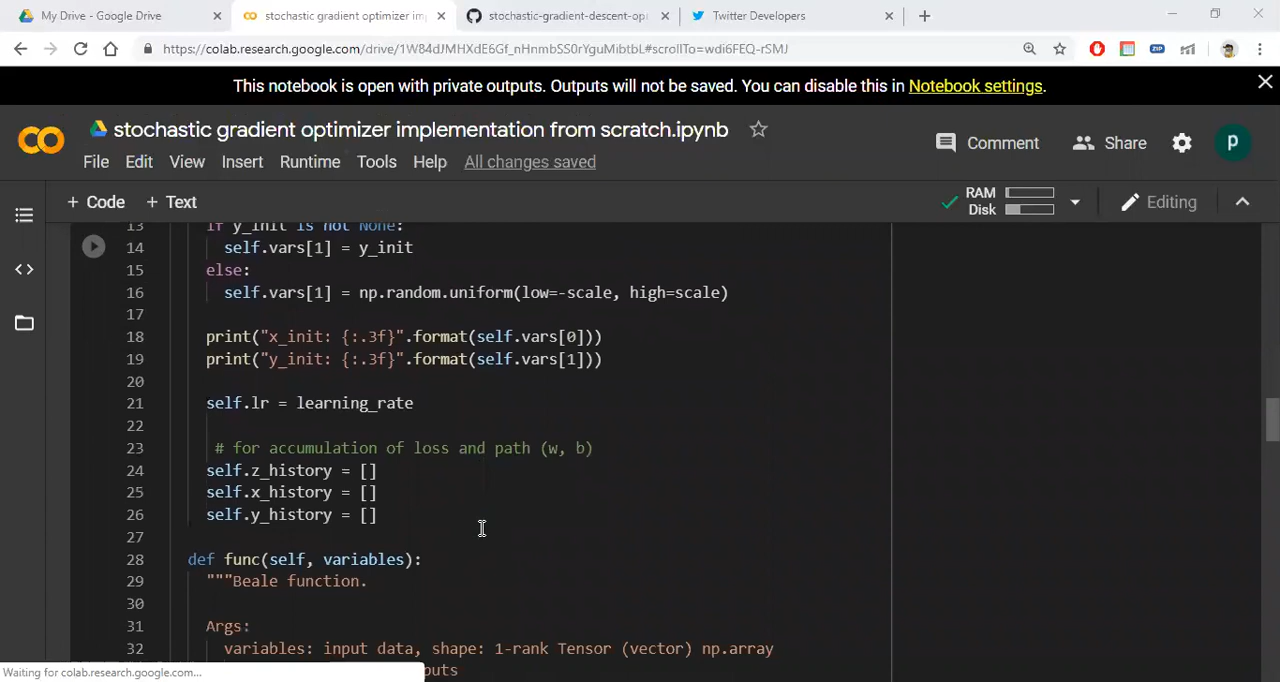 My Drive - Google Drive
stochastic gradient optimizer im
stochastic-gradient-descent-op
Twitter Developers
https://colab.research.google.com/drive/1W84dJMHXdE6Gf_nHnmbSS0rYguMibtbL#scrollTo=wdi6FEQ-rSMJ
This notebook is open with private outputs. Outputs will not be saved. You can disable this in Notebook settings.
stochastic gradient optimizer implementation from scratch.ipynb
Comment
Share
p
File Edit View Insert Runtime Tools Help All changes saved
+ Code + Text
RAM
Disk
Editing
13 if y_init is not None:
14 self.vars[1] = y_init
15 else:
16 self.vars[1] = np.random.uniform(low=-scale, high=scale)
17
18 print("x_init: {:.3f}".format(self.vars[0]))
19 print("y_init: {:.3f}".format(self.vars[1]))
20
21 self.lr = learning_rate
22
23 # for accumulation of loss and path (w, b)
24 self.z_history = []
25 self.x_history = []
26 self.y_history = []
27
28 def func(self, variables):
29 """Beale function.
30
31 Args:
32 variables: input data, shape: 1-rank Tensor (vector) np.array
Waiting for colab.research.google.com...